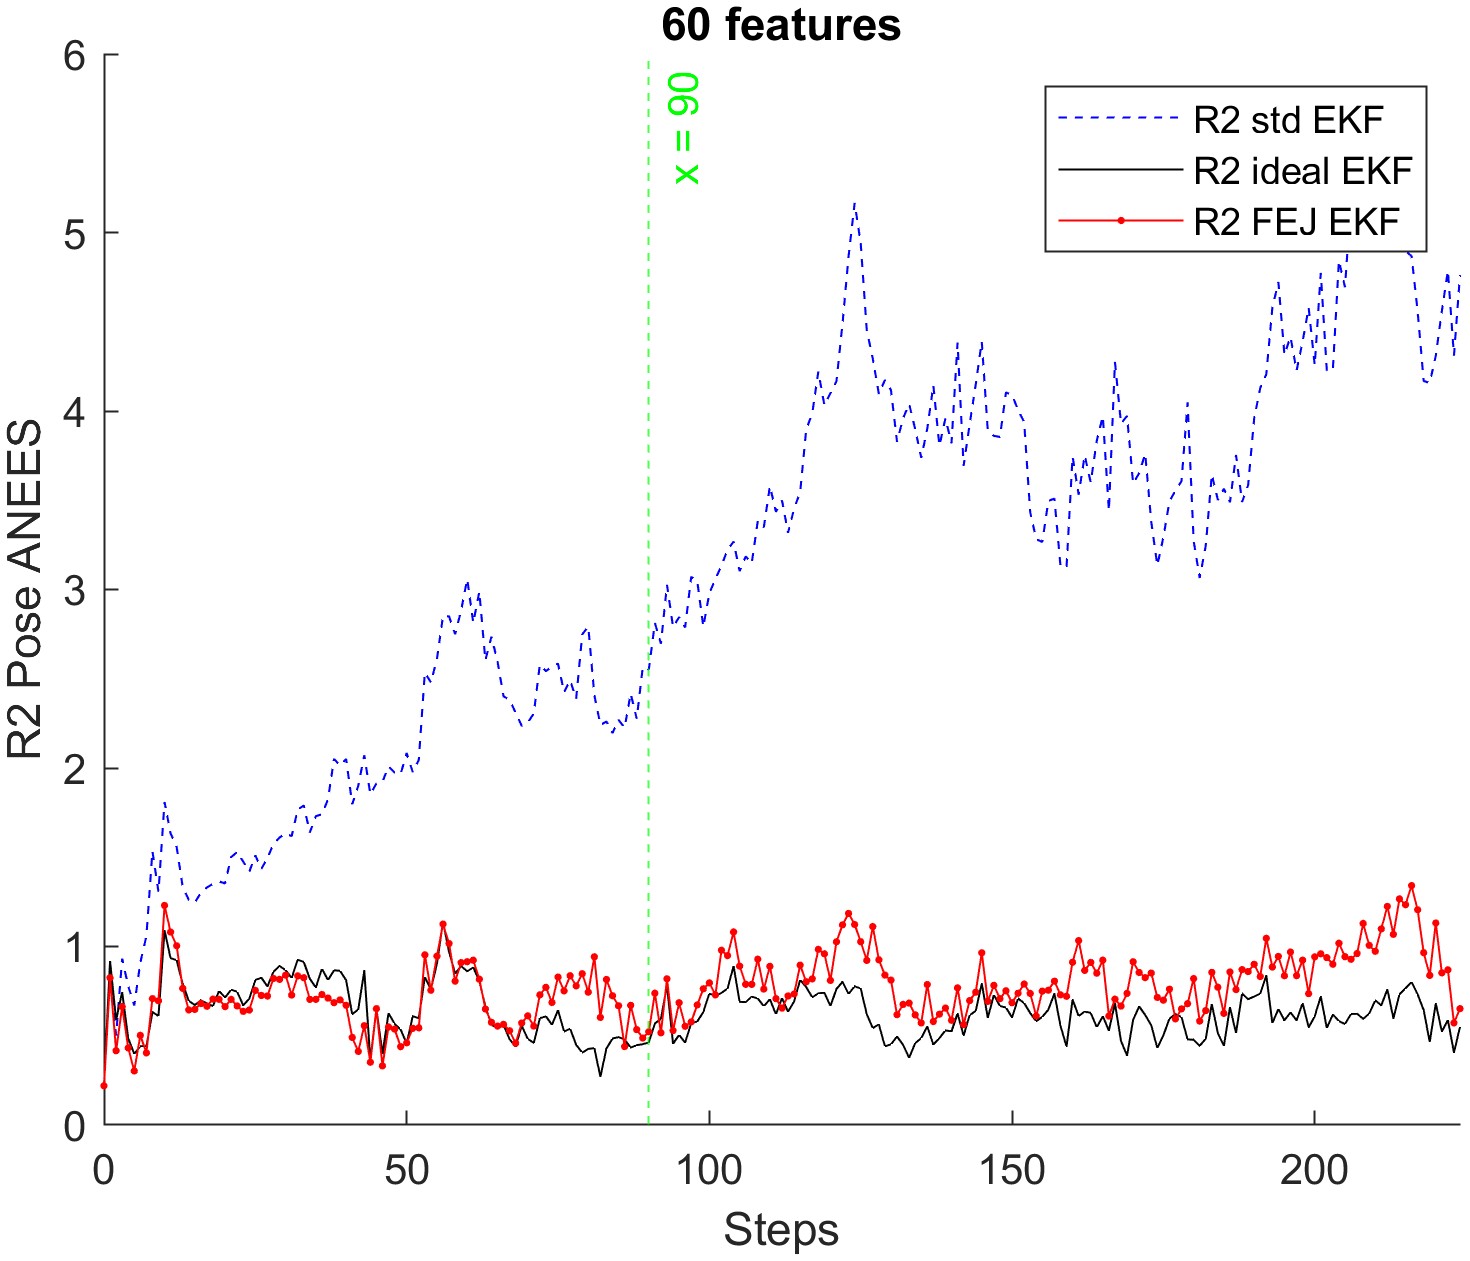 60 features
6
5
4
3
2
1
0
R2 Pose ANEES
x = 90
R2 std EKF
R2 ideal EKF
R2 FEJ EKF
0 50 100 150 200
Steps